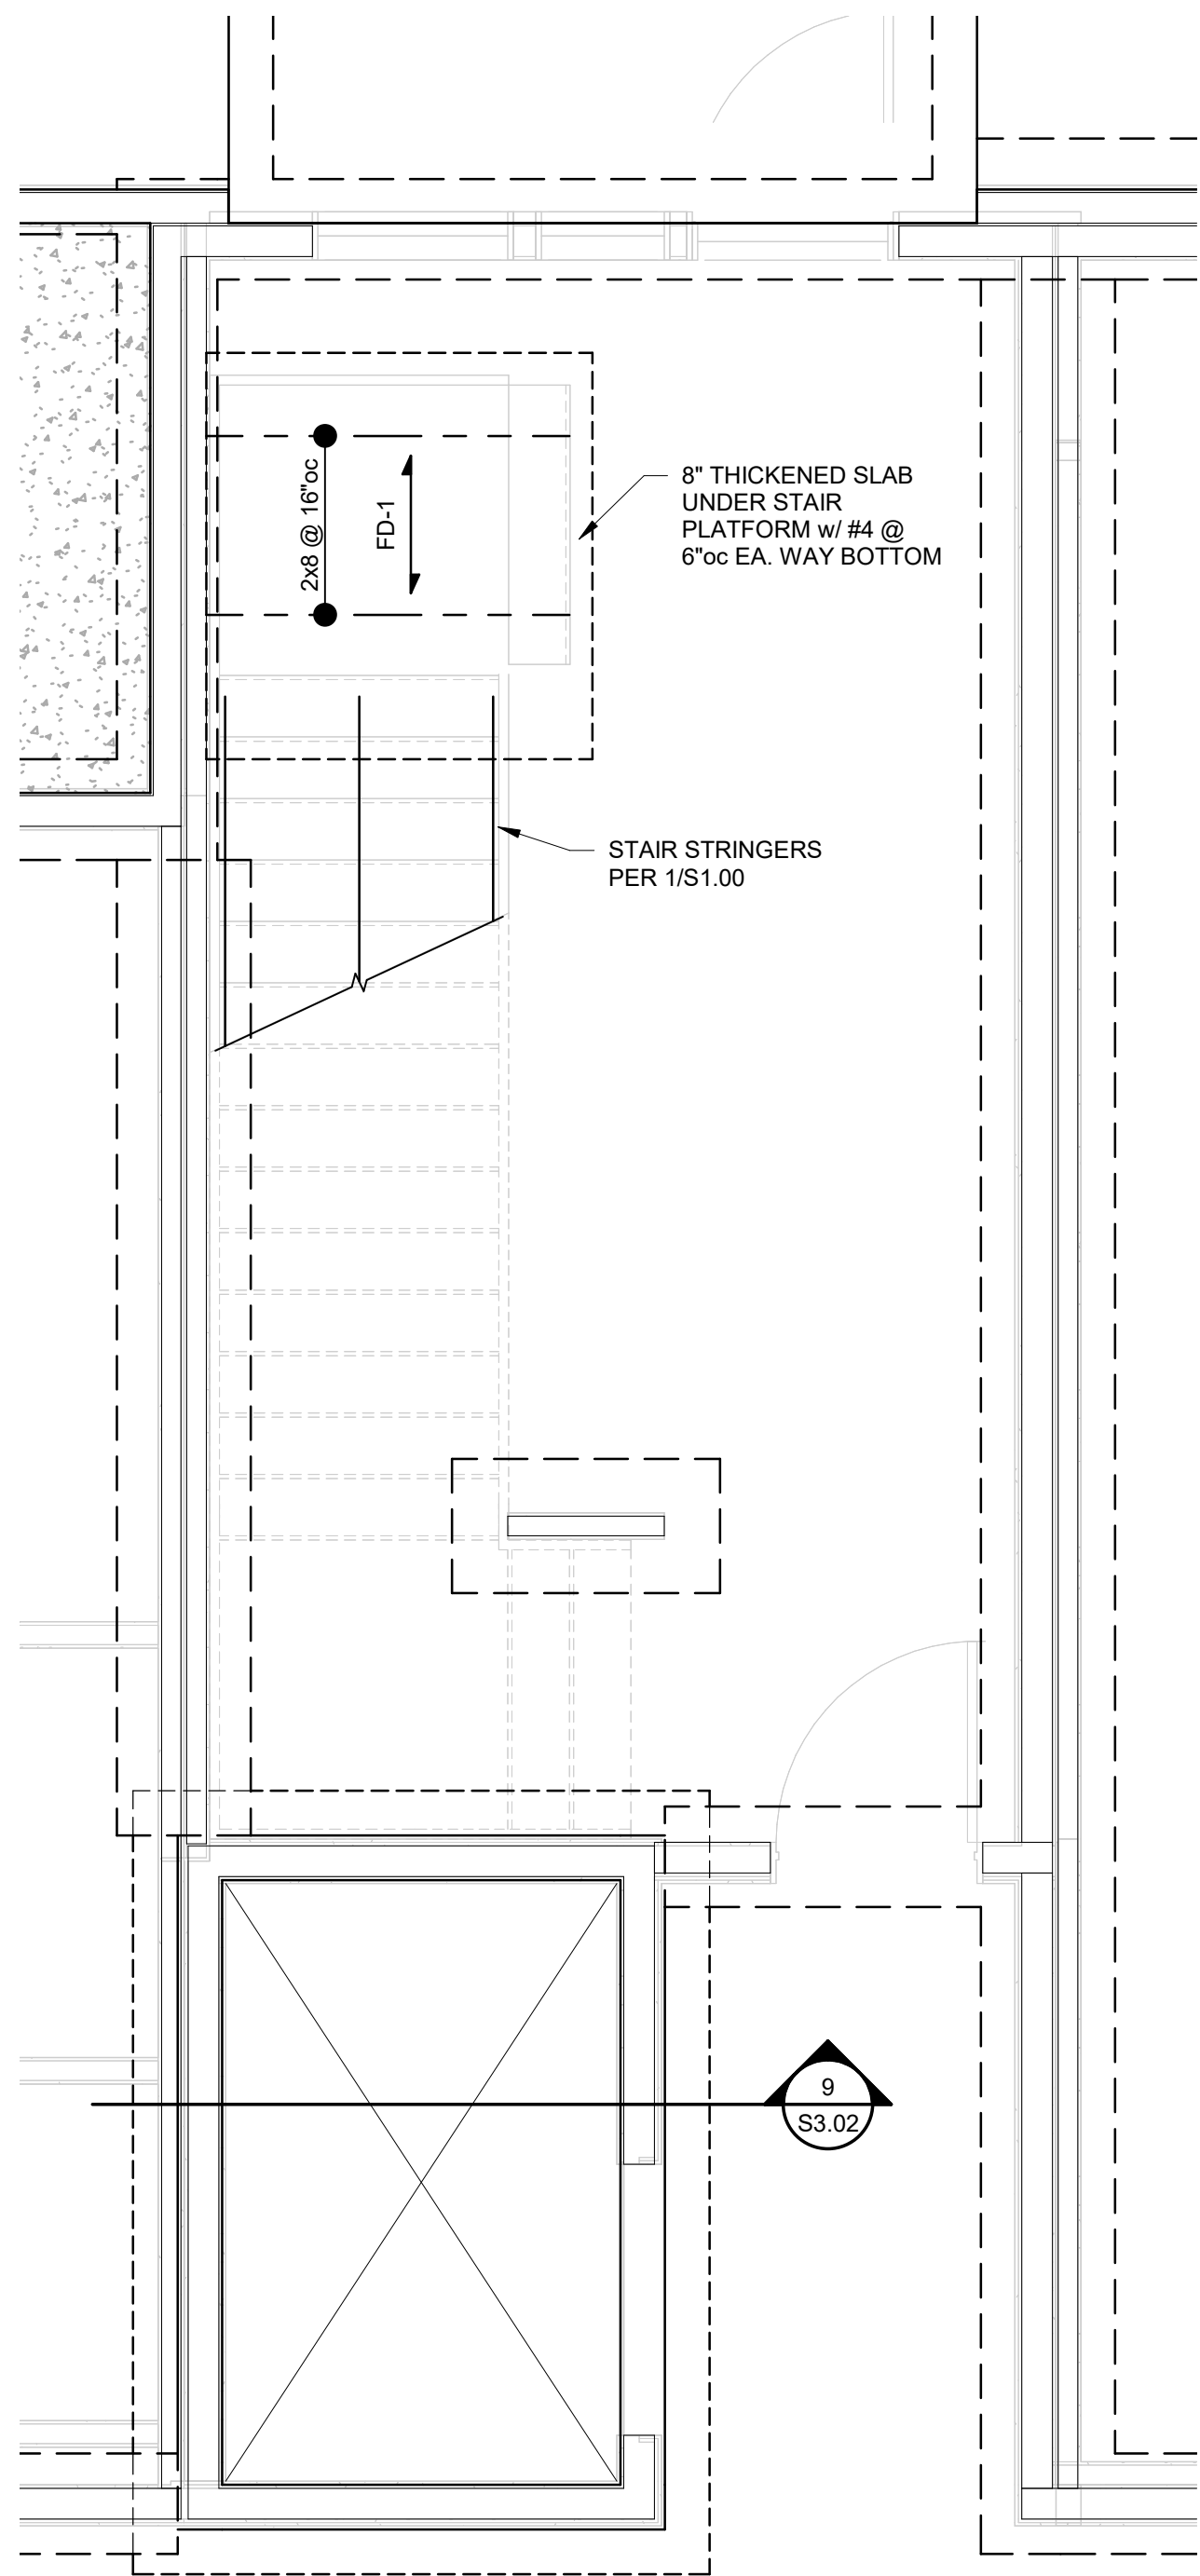 2x8 @ 16"oc
FD-1
8" THICKENED SLAB
UNDER STAIR
PLATFORM w/ #4 @
6"oc EA. WAY BOTTOM
STAIR STRINGERS
PER 1/S1.00
9
S3.02